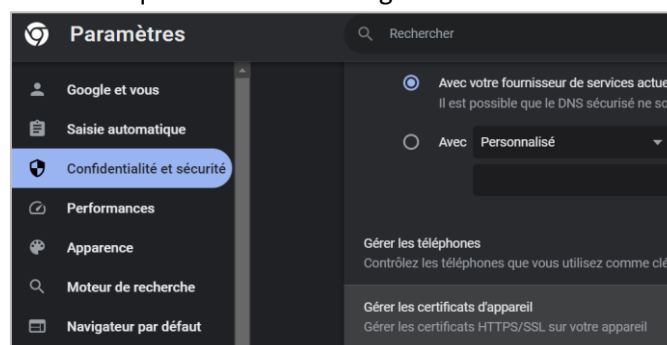 Paramètres
Rechercher
Google et vous
Saisie automatique
Confidentialité et sécurité
Performances
Apparence
Moteur de recherche
Navigateur par défaut
Avec votre fournisseur de services actue
Il est possible que le DNS sécurisé ne so
Avec Personnalisé
Gérer les téléphones
Contrôlez les téléphones que vous utilisez comme clé
Gérer les certificats d'appareil
Gérer les certificats HTTPS/SSL sur votre appareil